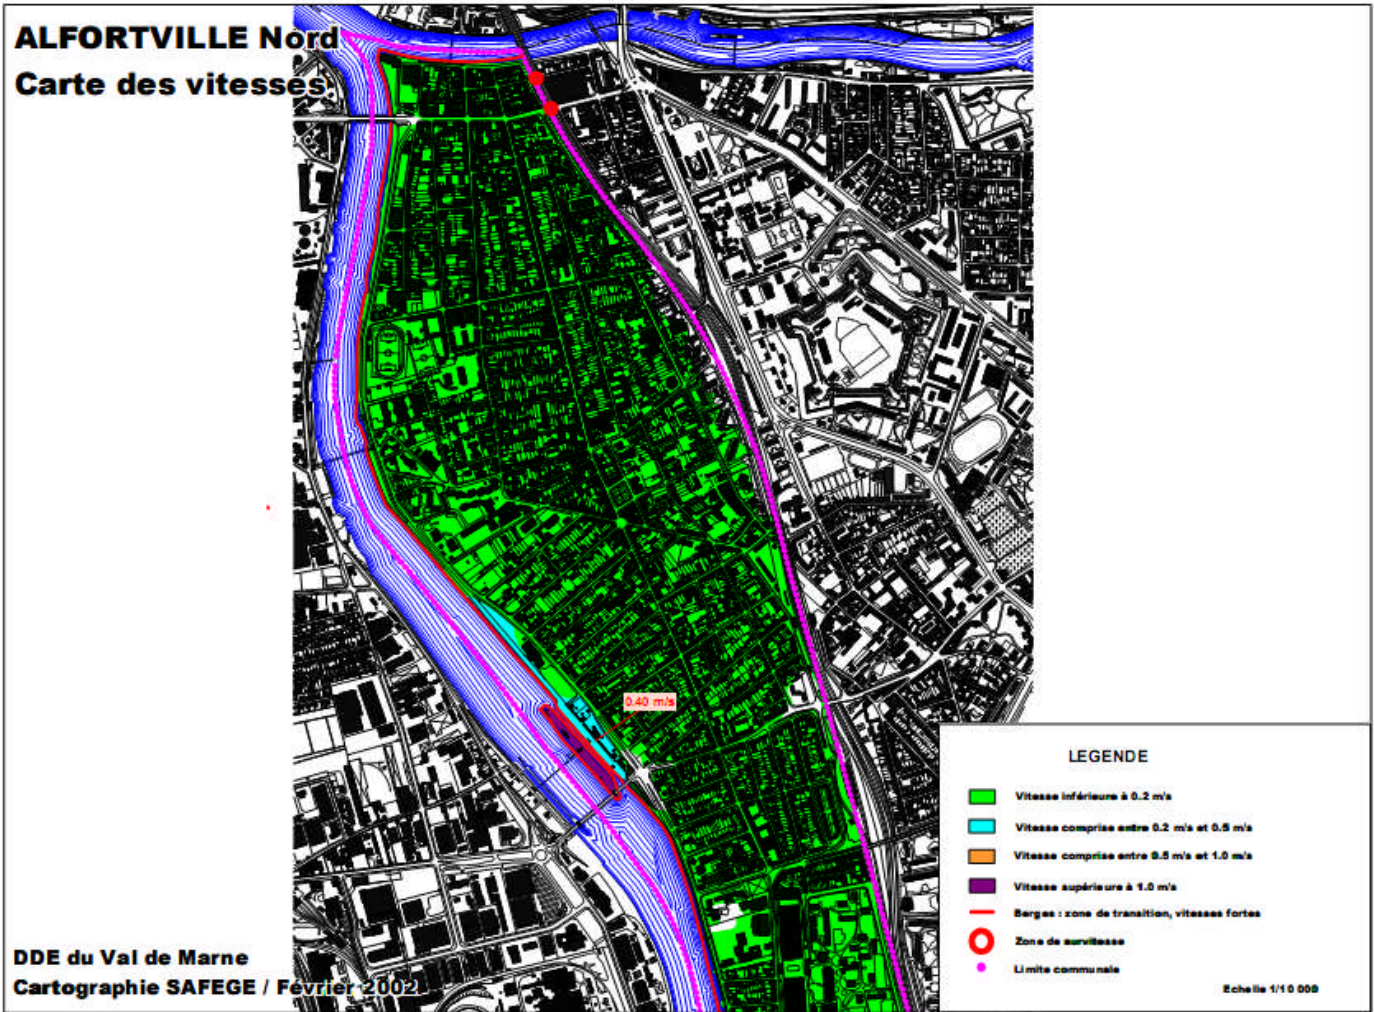 ALFORTVILLE Nord
Carte des vitesses
0.40 m/s
LEGENDE
Vitesse inférieure à 0.2 m/s
Vitesse comprise entre 0.2 m/s et 0.5 m/s
Vitesse comprise entre 0.5 m/s et 1.0 m/s
Vitesse supérieure à 1.0 m/s
Berges : zone de transition, vitesses fortes
Zone de survitesse
Limite communale
Echelle 1/10 000
DDE du Val de Marne
Cartographie SAFEGE / Février 2002